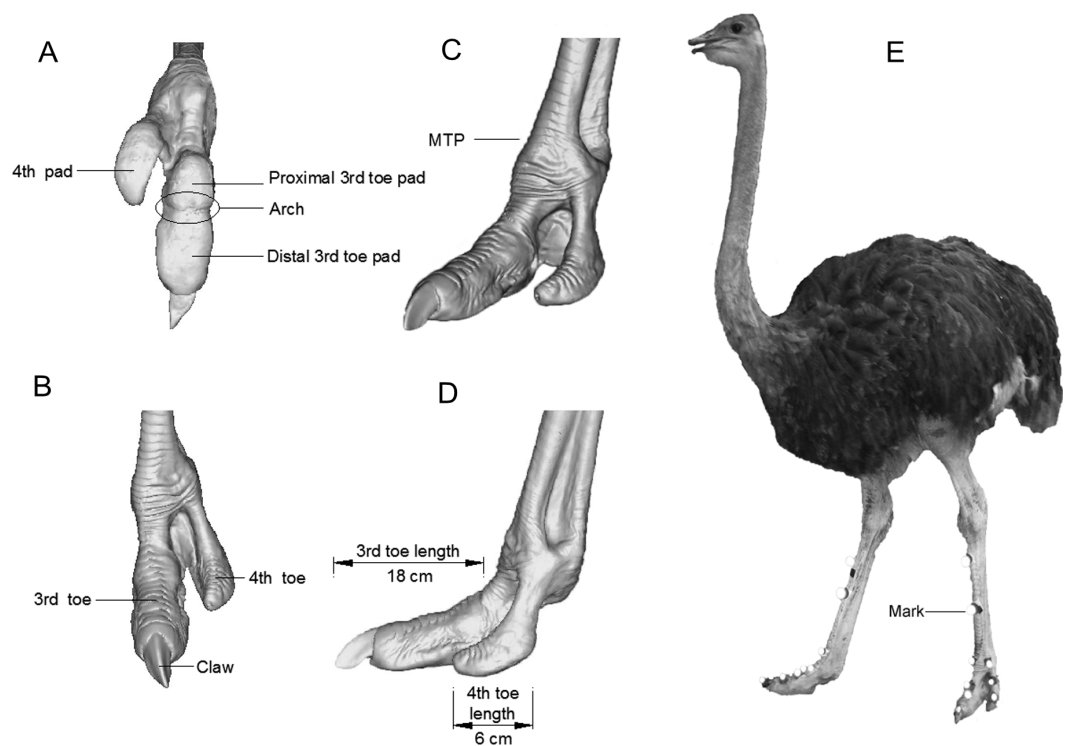 A
4th pad
Proximal 3rd toe pad
Arch
Distal 3rd toe pad
B
3rd toe
4th toe
Claw
C
MTP
D
3rd toe length
18 cm
4th toe
length
6 cm
E
Mark